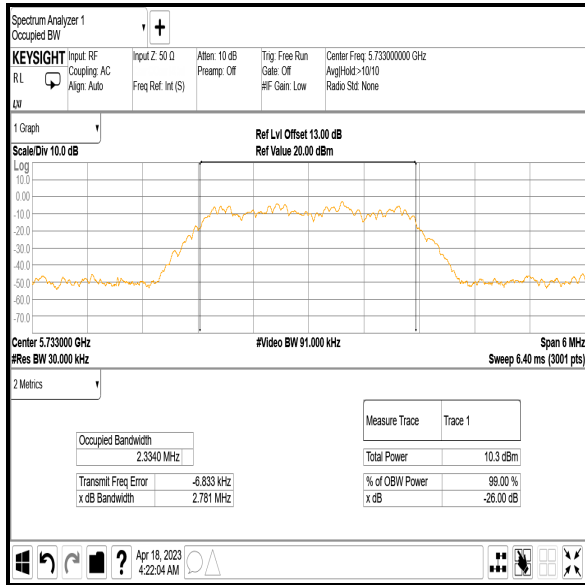 Spectrum Analyzer 1
Occupied BW
KEYSIGHT Input: RF Input Z: 50 Ω Atten: 10 dB Trig: Free Run Center Freq: 5.733000000 GHz
R L Coupling: AC Preamp: Off Gate: Off Avg|Hold:>10/10
Align: Auto Freq Ref: Int (S) #IF Gain: Low Radio Std: None
LXI
1 Graph
Ref Lvl Offset 13.00 dB
Scale/Div 10.0 dB Ref Value 20.00 dBm
Log
10.0
0.00
-10.0
-20.0
-30.0
-40.0
-50.0
-60.0
-70.0
Center 5.733000 GHz #Video BW 91.000 kHz Span 6 MHz
#Res BW 30.000 kHz Sweep 6.40 ms (3001 pts)
2 Metrics
Measure Trace Trace 1
Occupied Bandwidth
2.3340 MHz
Total Power 10.3 dBm
Transmit Freq Error -6.833 kHz % of OBW Power 99.00 %
x dB Bandwidth 2.781 MHz x dB -26.00 dB
? Apr 18, 2023
4:22:04 AM